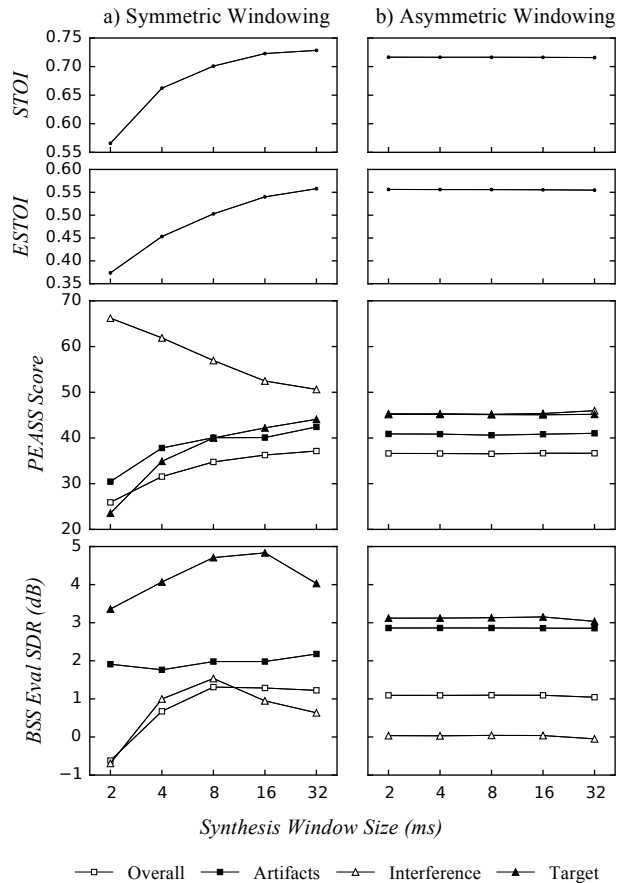 a) Symmetric Windowing
b) Asymmetric Windowing
STOI
0.75
0.70
0.65
0.60
0.55
ESTOI
0.60
0.55
0.50
0.45
0.40
0.35
PEASS Score
70
60
50
40
30
20
BSS Eval SDR (dB)
5
4
3
2
1
0
−1
2 4 8 16 32
2 4 8 16 32
Synthesis Window Size (ms)
Overall Artifacts Interference Target